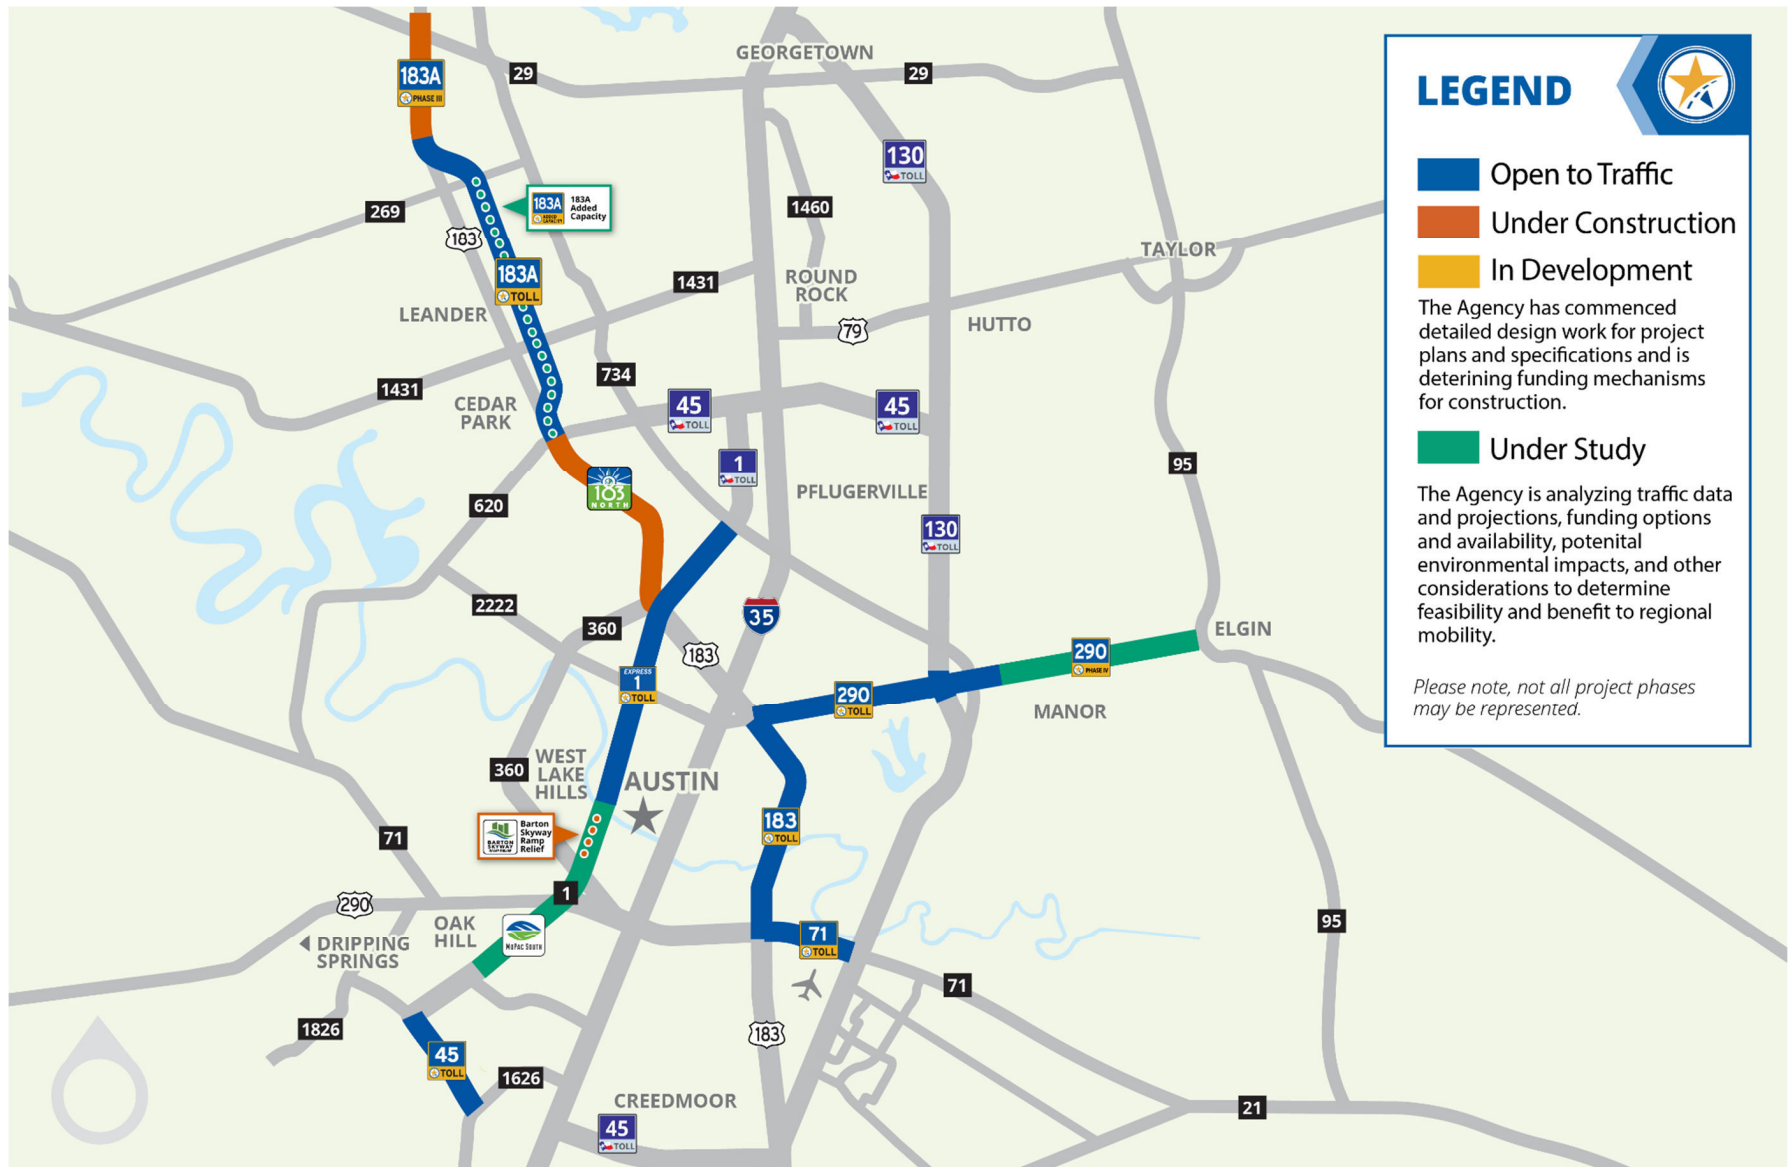 GEORGETOWN
183A
PHASE III
29
29
130
TOLL
269
183A
ADDED
CAPACITY
183A
Added
Capacity
1460
183
TAYLOR
183A
TOLL
1431
ROUND
ROCK
LEANDER
79
HUTTO
1431
734
CEDAR
PARK
45
TOLL
45
TOLL
1
TOLL
95
183
NORTH
PFLUGERVILLE
620
130
TOLL
2222
360
35
ELGIN
183
290
PHASE IV
EXPRESS
1
TOLL
290
TOLL
MANOR
WEST
LAKE
HILLS
360
AUSTIN
183
TOLL
BARTON
SKYWAY
Barton
Skyway
Ramp
Relief
71
1
290
OAK
HILL
MoPac South
71
TOLL
95
DRIPPING
SPRINGS
71
1826
183
45
TOLL
1626
CREEDMOOR
45
TOLL
21
LEGEND
Open to Traffic
Under Construction
In Development
The Agency has commenced
detailed design work for project
plans and specifications and is
deterining funding mechanisms
for construction.
Under Study
The Agency is analyzing traffic data
and projections, funding options
and availability, potenital
environmental impacts, and other
considerations to determine
feasibility and benefit to regional
mobility.
Please note, not all project phases
may be represented.